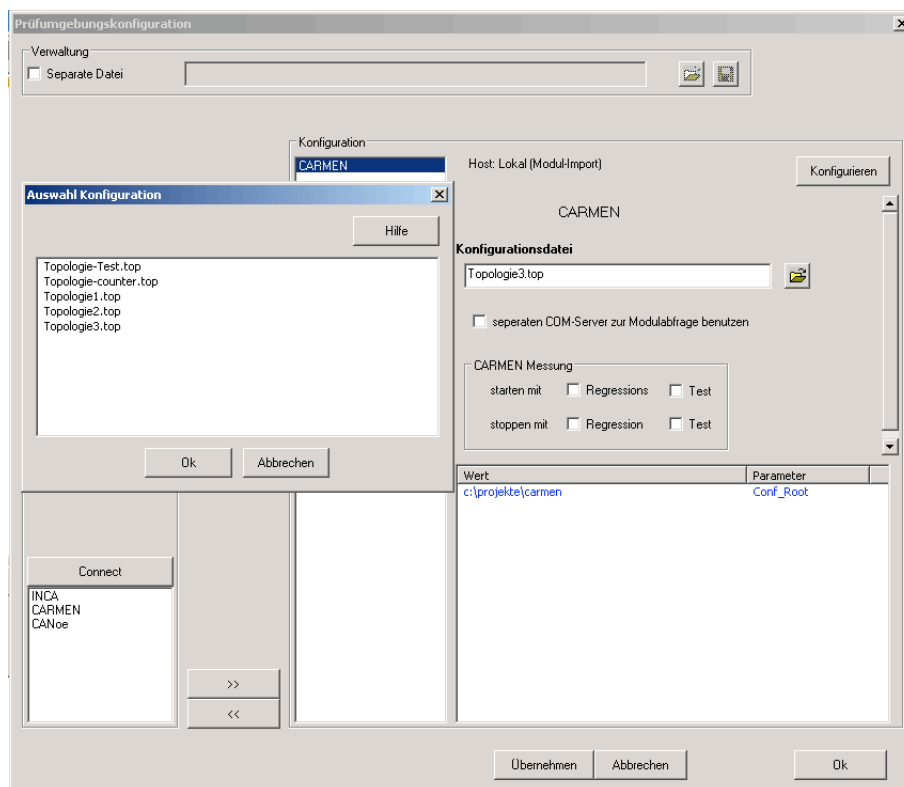 Prüfumgebungskonfiguration
Verwaltung
Separate Datei
Konfiguration
CARMEN
Host: Lokal (Modul-Import)
Konfigurieren
CARMEN
Konfigurationsdatei
Topologie3.top
seperaten COM-Server zur Modulabfrage benutzen
CARMEN Messung
starten mit Regressions Test
stoppen mit Regression Test
Auswahl Konfiguration
Hilfe
Topologie-Test.top
Topologie-counter.top
Topologie1.top
Topologie2.top
Topologie3.top
Ok Abbrechen
Wert Parameter
c:\projekte\carmen Conf_Root
Connect
INCA
CARMEN
CANoe
>>
<<
Übernehmen Abbrechen Ok